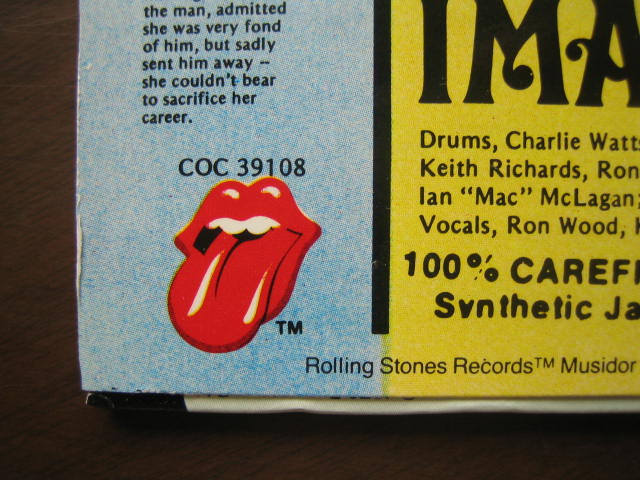 the man, admitted
she was very fond
of him, but sadly
sent him away –
she couldn't bear
to sacrifice her
career.
COC 39108
TM
IMA
Drums, Charlie Watts
Keith Richards, Ron
Ian "Mac" McLagan;
Vocals, Ron Wood, K
100% CAREF
Synthetic Ja
Rolling Stones Records™ Musidor